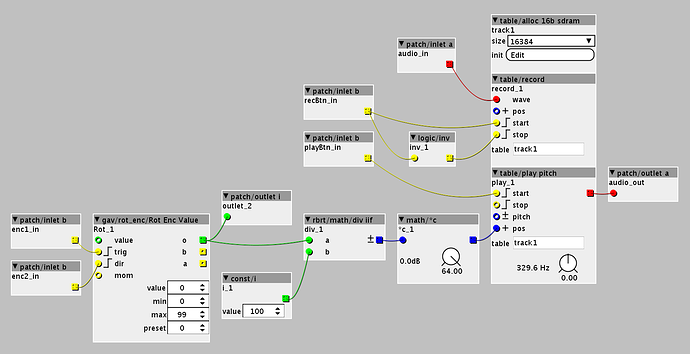 ▼ table/alloc 16b sdram
track1
size 16384 ▼
init Edit
▼ patch/inlet a
audio_in
▼ table/record
record_1
wave
+ pos
start
stop
table track1
▼ patch/inlet b
recBtn_in
▼ logic/inv
inv_1
▼ patch/inlet b
playBtn_in
▼ table/play pitch
play_1
start
stop
± pitch
+ pos
table track1
329.6 Hz
0.00
▼ patch/outlet a
audio_out
▼ patch/outlet i
outlet_2
▼ patch/inlet b
enc1_in
▼ gav/rot_enc/Rot Enc Value
Rot_1
value o
trig b
dir a
mom
value 0
min 0
max 99
preset 0
▼ rbrt/math/div iif
div_1
a ±
b
▼ math/*c
*c_1
0.0dB
64.00
▼ patch/inlet b
enc2_in
▼ const/i
i_1
value 100